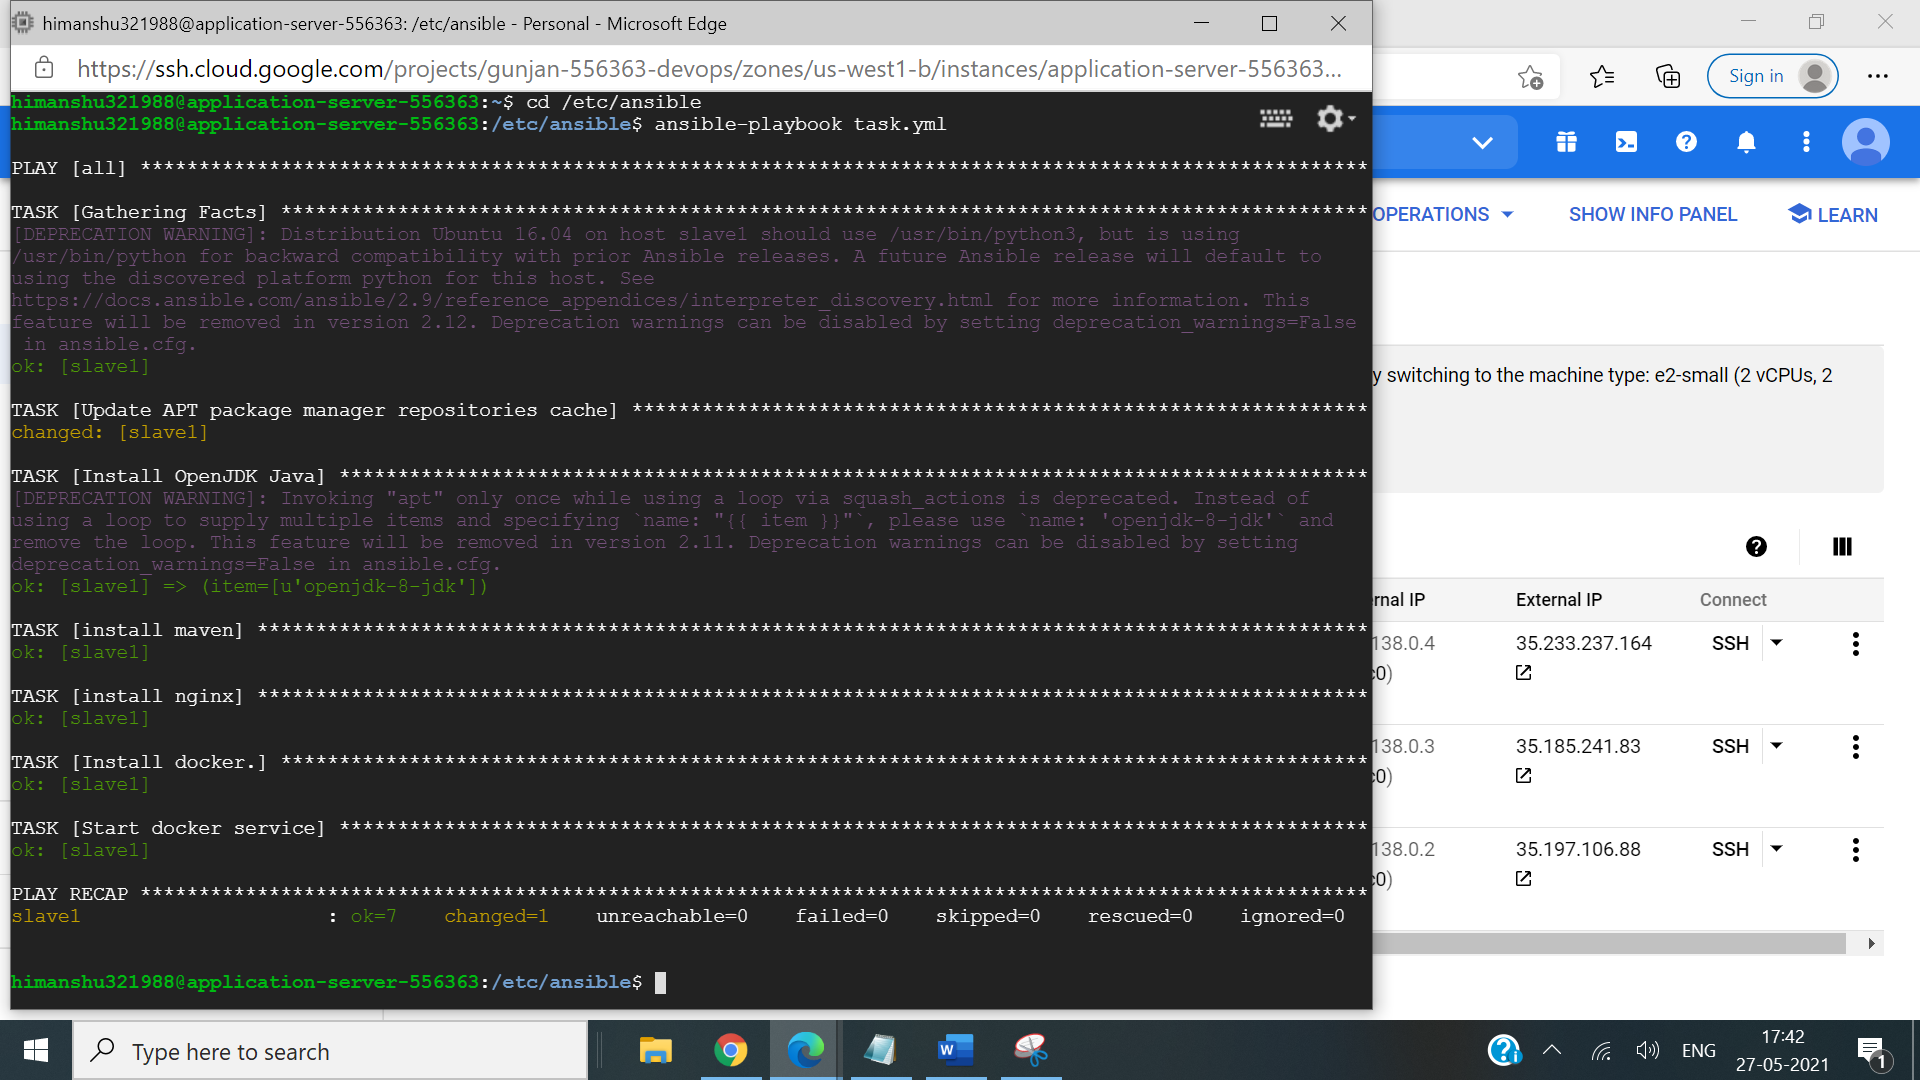 himanshu321988@application-server-556363: /etc/ansible - Personal - Microsoft Edge
https://ssh.cloud.google.com/projects/gunjan-556363-devops/zones/us-west1-b/instances/application-server-556363...
himanshu321988@application-server-556363:~$ cd /etc/ansible
himanshu321988@application-server-556363:/etc/ansible$ ansible-playbook task.yml
PLAY [all] *********************************************************************************************************
TASK [Gathering Facts] *********************************************************************************************
[DEPRECATION WARNING]: Distribution Ubuntu 16.04 on host slave1 should use /usr/bin/python3, but is using
/usr/bin/python for backward compatibility with prior Ansible releases. A future Ansible release will default to
using the discovered platform python for this host. See
https://docs.ansible.com/ansible/2.9/reference_appendices/interpreter_discovery.html for more information. This
feature will be removed in version 2.12. Deprecation warnings can be disabled by setting deprecation_warnings=False
 in ansible.cfg.
ok: [slave1]
TASK [Update APT package manager repositories cache] ***************************************************************
changed: [slave1]
TASK [Install OpenJDK Java] ****************************************************************************************
[DEPRECATION WARNING]: Invoking "apt" only once while using a loop via squash_actions is deprecated. Instead of
using a loop to supply multiple items and specifying `name: "{{ item }}"`, please use `name: 'openjdk-8-jdk'` and
remove the loop. This feature will be removed in version 2.11. Deprecation warnings can be disabled by setting
deprecation_warnings=False in ansible.cfg.
ok: [slave1] => (item=[u'openjdk-8-jdk'])
TASK [install maven] ***********************************************************************************************
ok: [slave1]
TASK [install nginx] ***********************************************************************************************
ok: [slave1]
TASK [Install docker.] *********************************************************************************************
ok: [slave1]
TASK [Start docker service] ****************************************************************************************
ok: [slave1]
PLAY RECAP *********************************************************************************************************
slave1 : ok=7 changed=1 unreachable=0 failed=0 skipped=0 rescued=0 ignored=0
himanshu321988@application-server-556363:/etc/ansible$
Sign in
OPERATIONS SHOW INFO PANEL LEARN
y switching to the machine type: e2-small (2 vCPUs, 2
rnal IP External IP Connect
138.0.4 35.233.237.164 SSH
c0)
138.0.3 35.185.241.83 SSH
c0)
138.0.2 35.197.106.88 SSH
c0)
Type here to search
ENG
17:42
27-05-2021
1